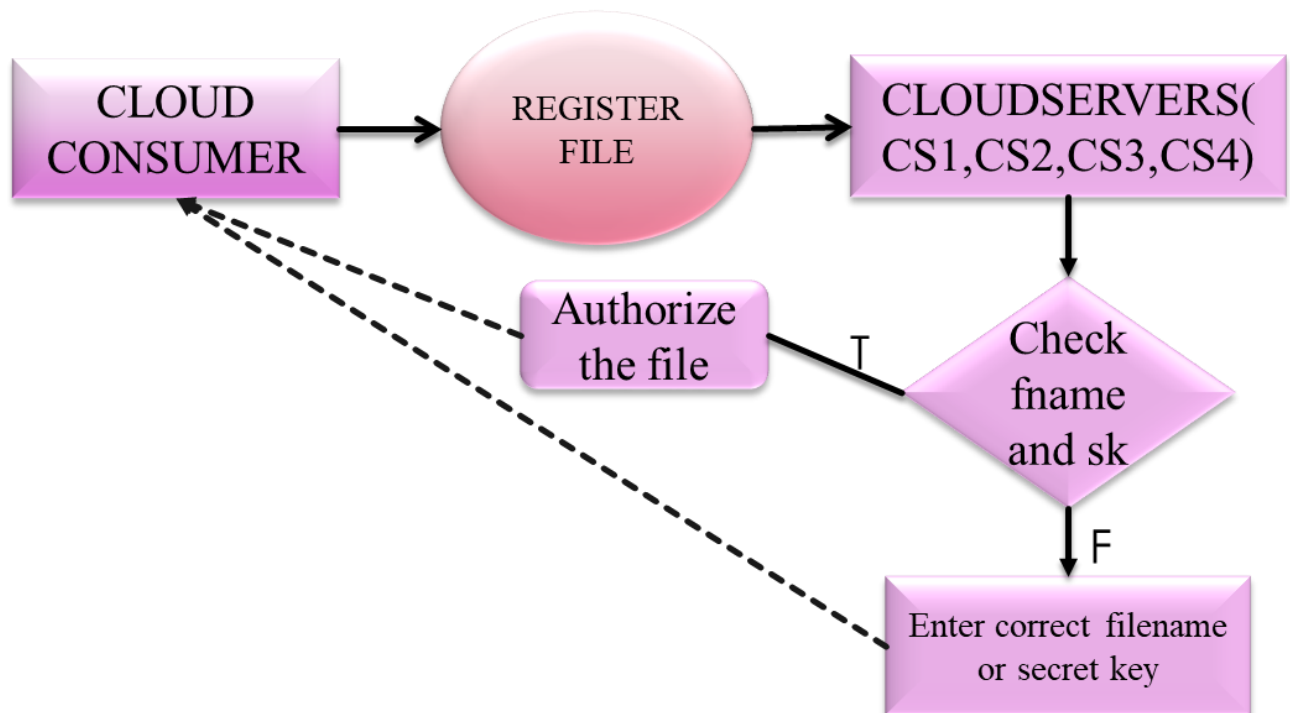 CLOUD
CONSUMER
REGISTER
FILE
CLOUDSERVERS(
CS1,CS2,CS3,CS4)
Authorize
the file
T
Check
fname
and sk
F
Enter correct filename
or secret key